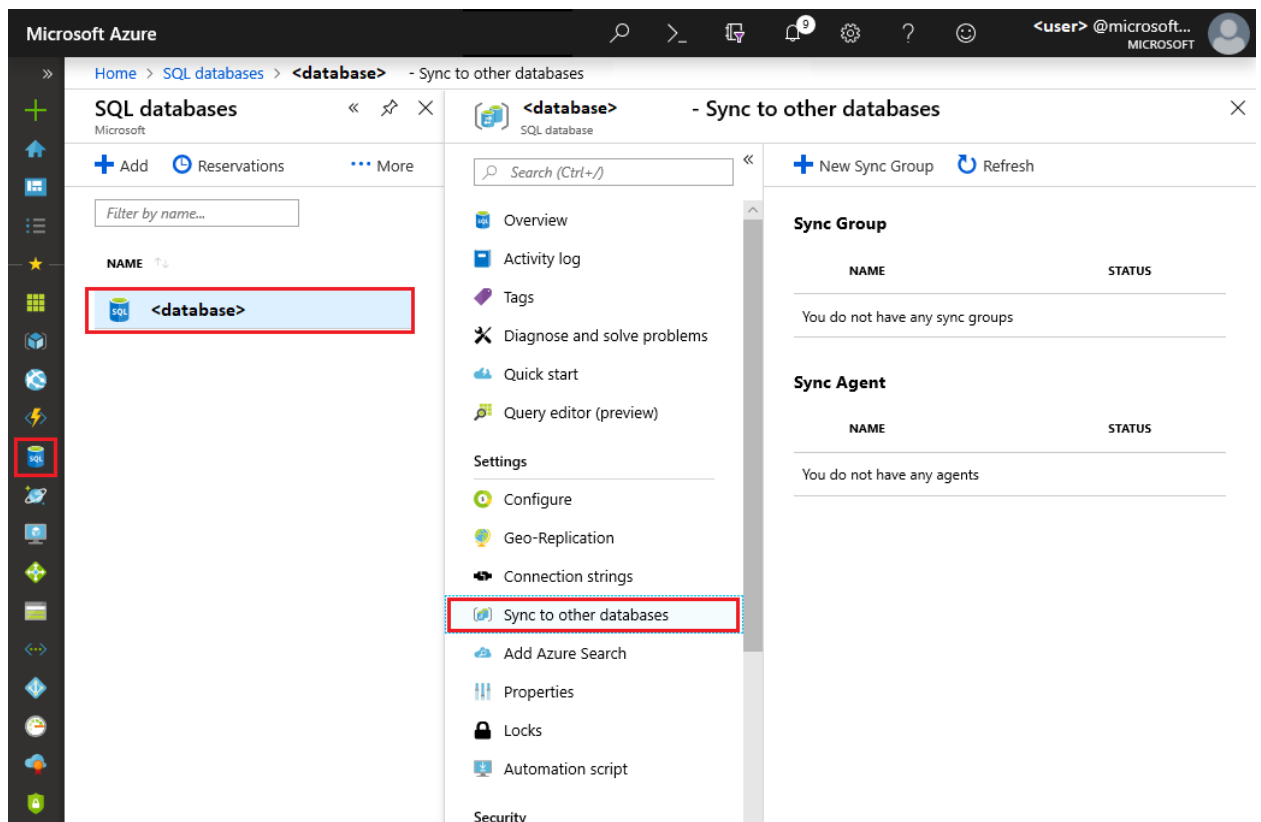 Microsoft Azure
9
<user> @microsoft...
MICROSOFT
Home > SQL databases > <database> - Sync to other databases
SQL databases
Microsoft
Add
Reservations
More
Filter by name...
NAME
SQL
<database>
<database> - Sync to other databases
SQL database
Search (Ctrl+/)
Overview
Activity log
Tags
Diagnose and solve problems
Quick start
Query editor (preview)
Settings
Configure
Geo-Replication
Connection strings
Sync to other databases
Add Azure Search
Properties
Locks
Automation script
Security
New Sync Group
Refresh
Sync Group
NAME STATUS
You do not have any sync groups
Sync Agent
NAME STATUS
You do not have any agents
SQL